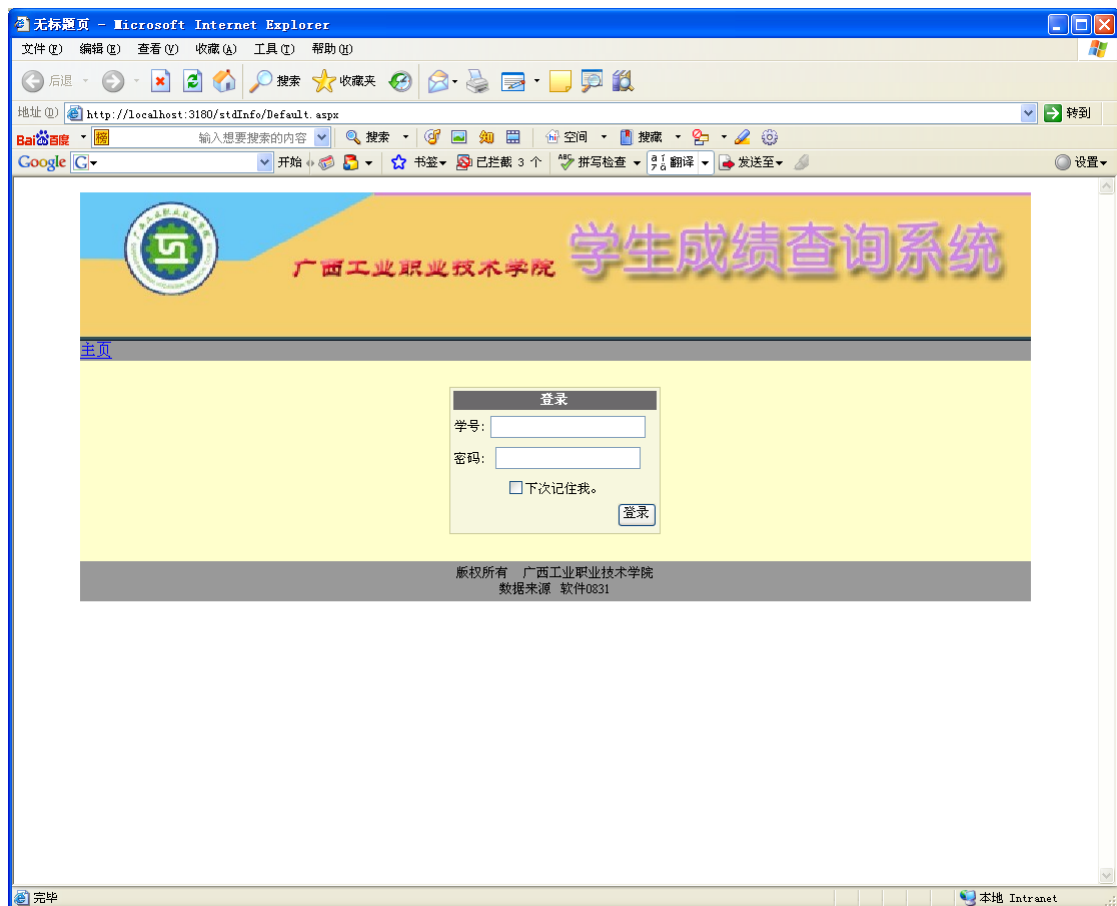 无标题页 - Microsoft Internet Explorer
文件(F) 编辑(E) 查看(V) 收藏(A) 工具(T) 帮助(H)
后退 搜索 收藏夹
地址(D) http://localhost:3180/stdInfo/Default.aspx 转到
Bai百度 输入想要搜索的内容 搜索 空间 搜藏
Google G 开始 书签 已拦截 3 个 拼写检查 翻译 发送至 设置
广西工业职业技术学院 学生成绩查询系统
主页
登录
学号:
密码:
下次记住我。
登录
版权所有 广西工业职业技术学院
数据来源 软件0831
完毕 本地 Intranet